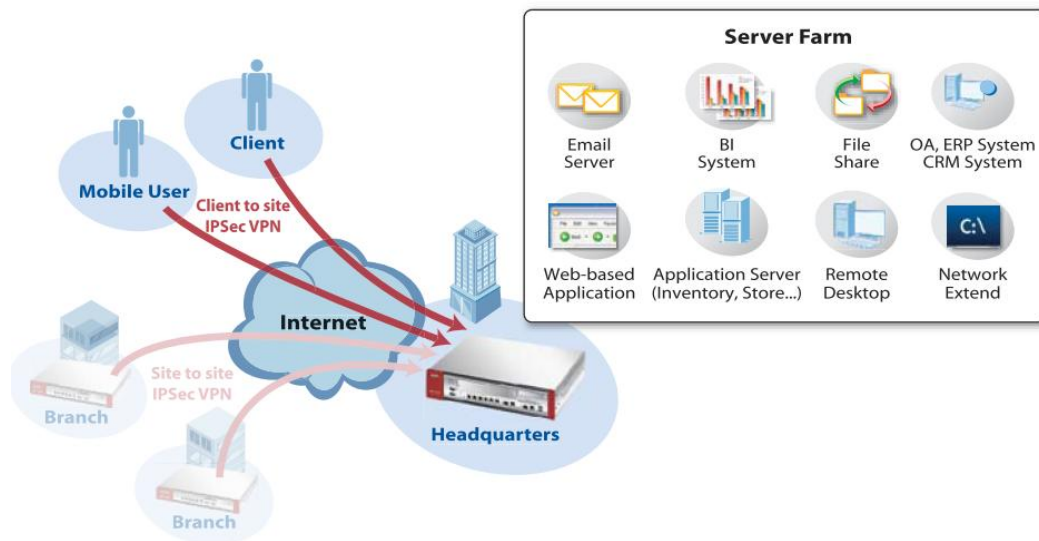 Server Farm
Email
Server
BI
System
File
Share
OA, ERP System
CRM System
Web-based
Application
Application Server
(Inventory, Store...)
C:\
Remote
Desktop
Network
Extend
Client
Mobile User
Client to site
IPSec VPN
Internet
Site to site
IPSec VPN
Branch
Headquarters
Branch